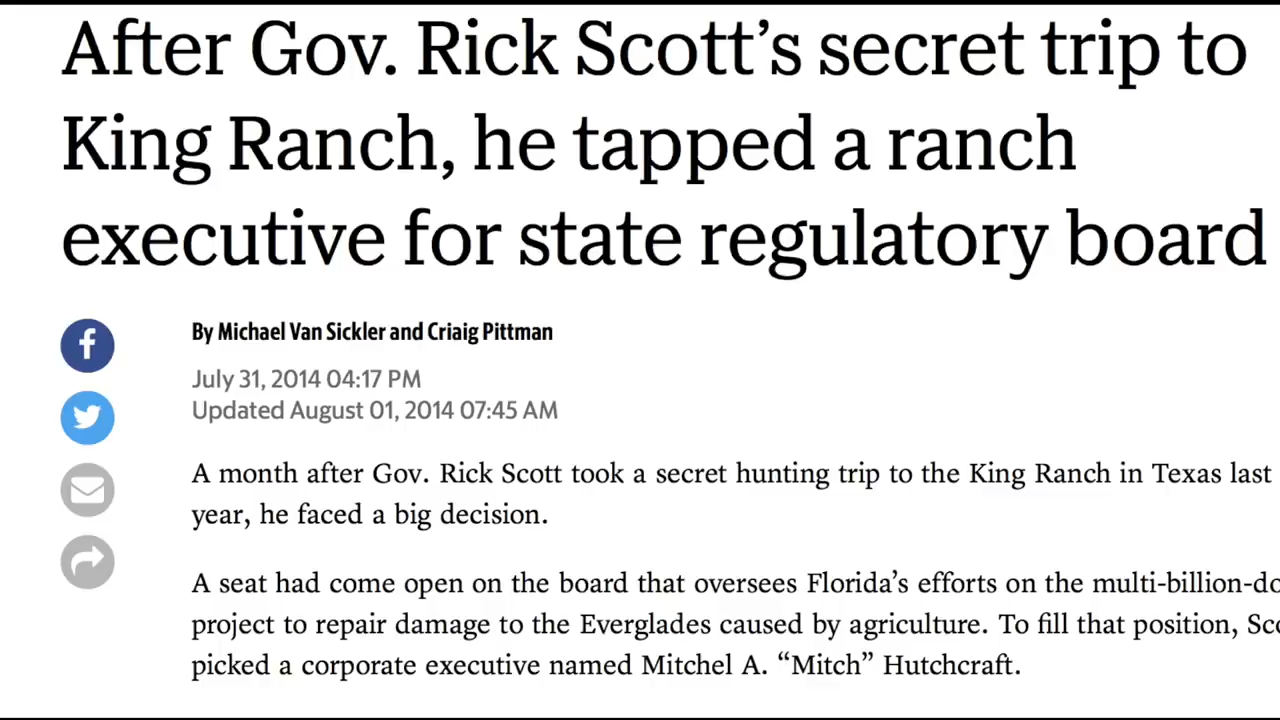 After Gov. Rick Scott’s secret trip to
King Ranch, he tapped a ranch
executive for state regulatory board
By Michael Van Sickler and Criaig Pittman
July 31, 2014 04:17 PM
Updated August 01, 2014 07:45 AM
A month after Gov. Rick Scott took a secret hunting trip to the King Ranch in Texas last
year, he faced a big decision.
A seat had come open on the board that oversees Florida’s efforts on the multi-billion-do
project to repair damage to the Everglades caused by agriculture. To fill that position, Sco
picked a corporate executive named Mitchel A. “Mitch” Hutchcraft.